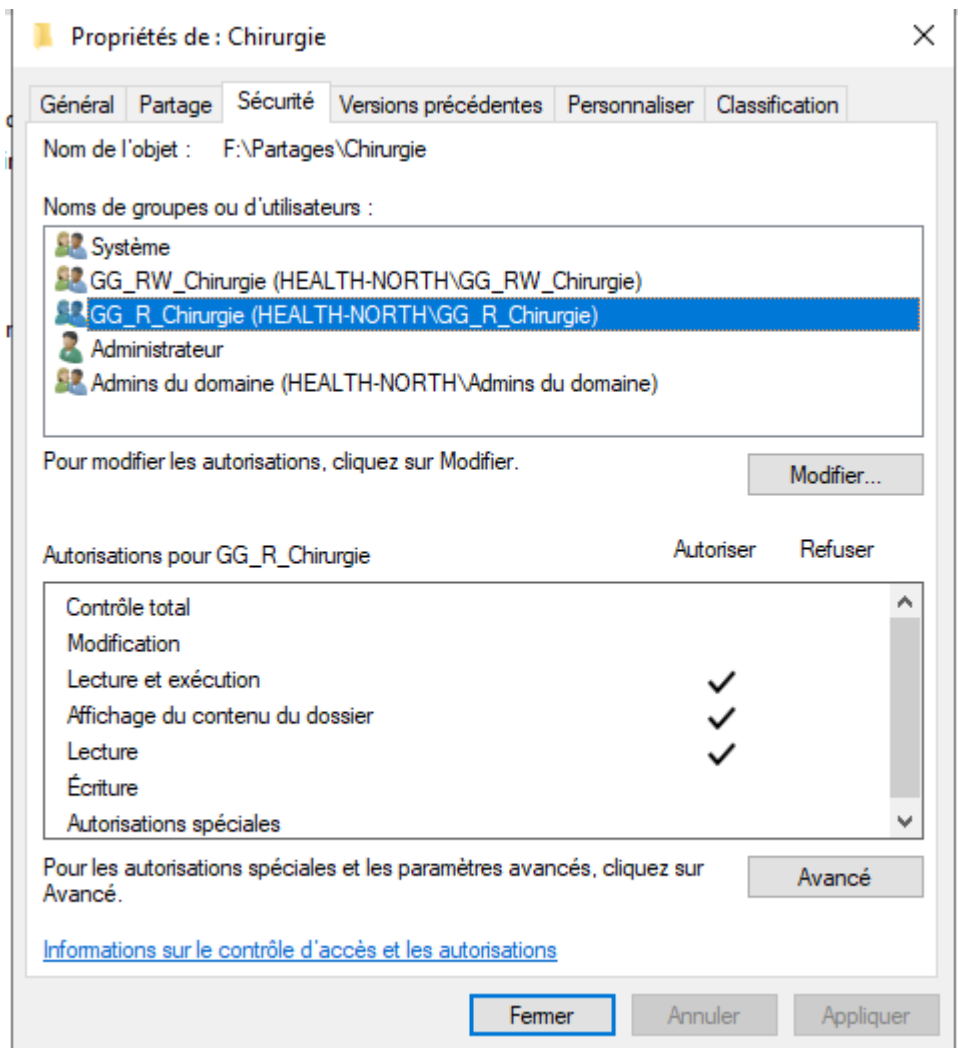 Propriétés de : Chirurgie
Général Partage Sécurité Versions précédentes Personnaliser Classification
Nom de l'objet : F:\Partages\Chirurgie
Noms de groupes ou d'utilisateurs :
Système
GG_RW_Chirurgie (HEALTH-NORTH\GG_RW_Chirurgie)
GG_R_Chirurgie (HEALTH-NORTH\GG_R_Chirurgie)
Administrateur
Admins du domaine (HEALTH-NORTH\Admins du domaine)
Pour modifier les autorisations, cliquez sur Modifier.
Modifier...
Autorisations pour GG_R_Chirurgie Autoriser Refuser
Contrôle total
Modification
Lecture et exécution
Affichage du contenu du dossier
Lecture
Écriture
Autorisations spéciales
Pour les autorisations spéciales et les paramètres avancés, cliquez sur
Avancé.
Avancé
Informations sur le contrôle d'accès et les autorisations
Fermer Annuler Appliquer